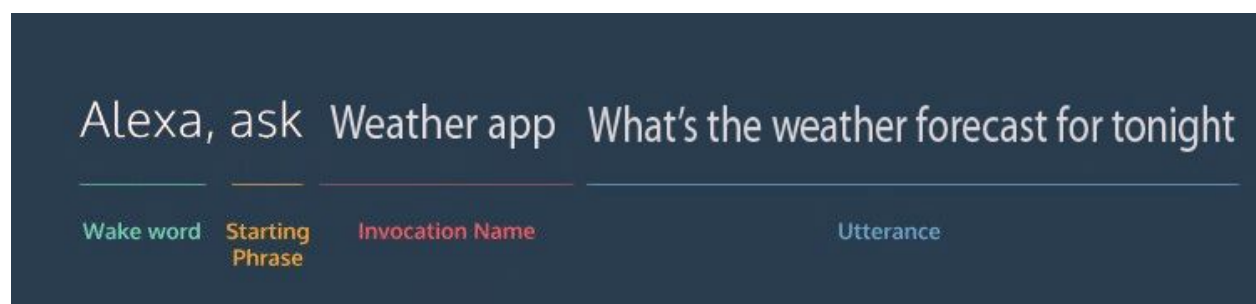 Alexa, ask Weather app What's the weather forecast for tonight
Wake word Starting Phrase Invocation Name Utterance